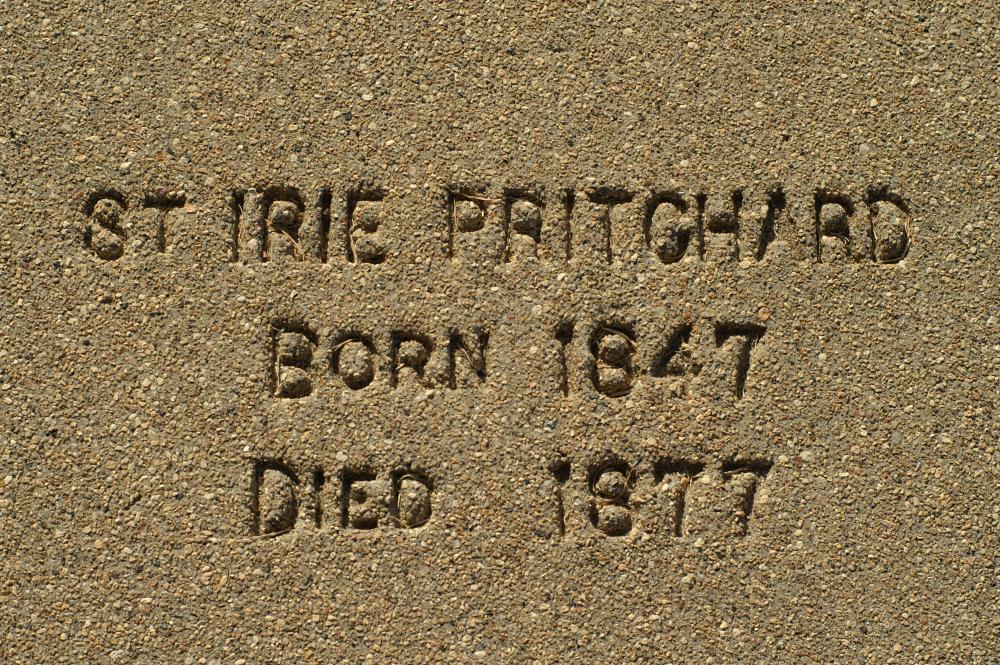 ST IRIE PRITCHARD
BORN 1847
DIED 1877